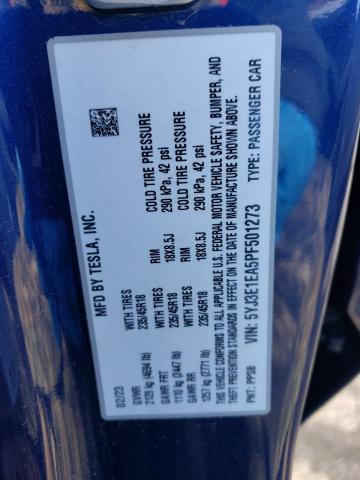 MFD BY TESLA, INC.
02/23
GVWR
2129 kg (4694 lb)
WITH TIRES
235/45R18
RIM
18X8.5J
COLD TIRE PRESSURE
290 kPa, 42 psi
GAWR FRT
1110 kg (2447 lb)
WITH TIRES
235/45R18
RIM
18X8.5J
COLD TIRE PRESSURE
290 kPa, 42 psi
GAWR RR
1257 kg (2771 lb)
THIS VEHICLE CONFORMS TO ALL APPLICABLE U.S. FEDERAL MOTOR VEHICLE SAFETY, BUMPER, AND
THEFT PREVENTION STANDARDS IN EFFECT ON THE DATE OF MANUFACTURE SHOWN ABOVE.
VIN: 5YJ3E1EA5PF501273 TYPE: PASSENGER CAR
PNT: PPSB